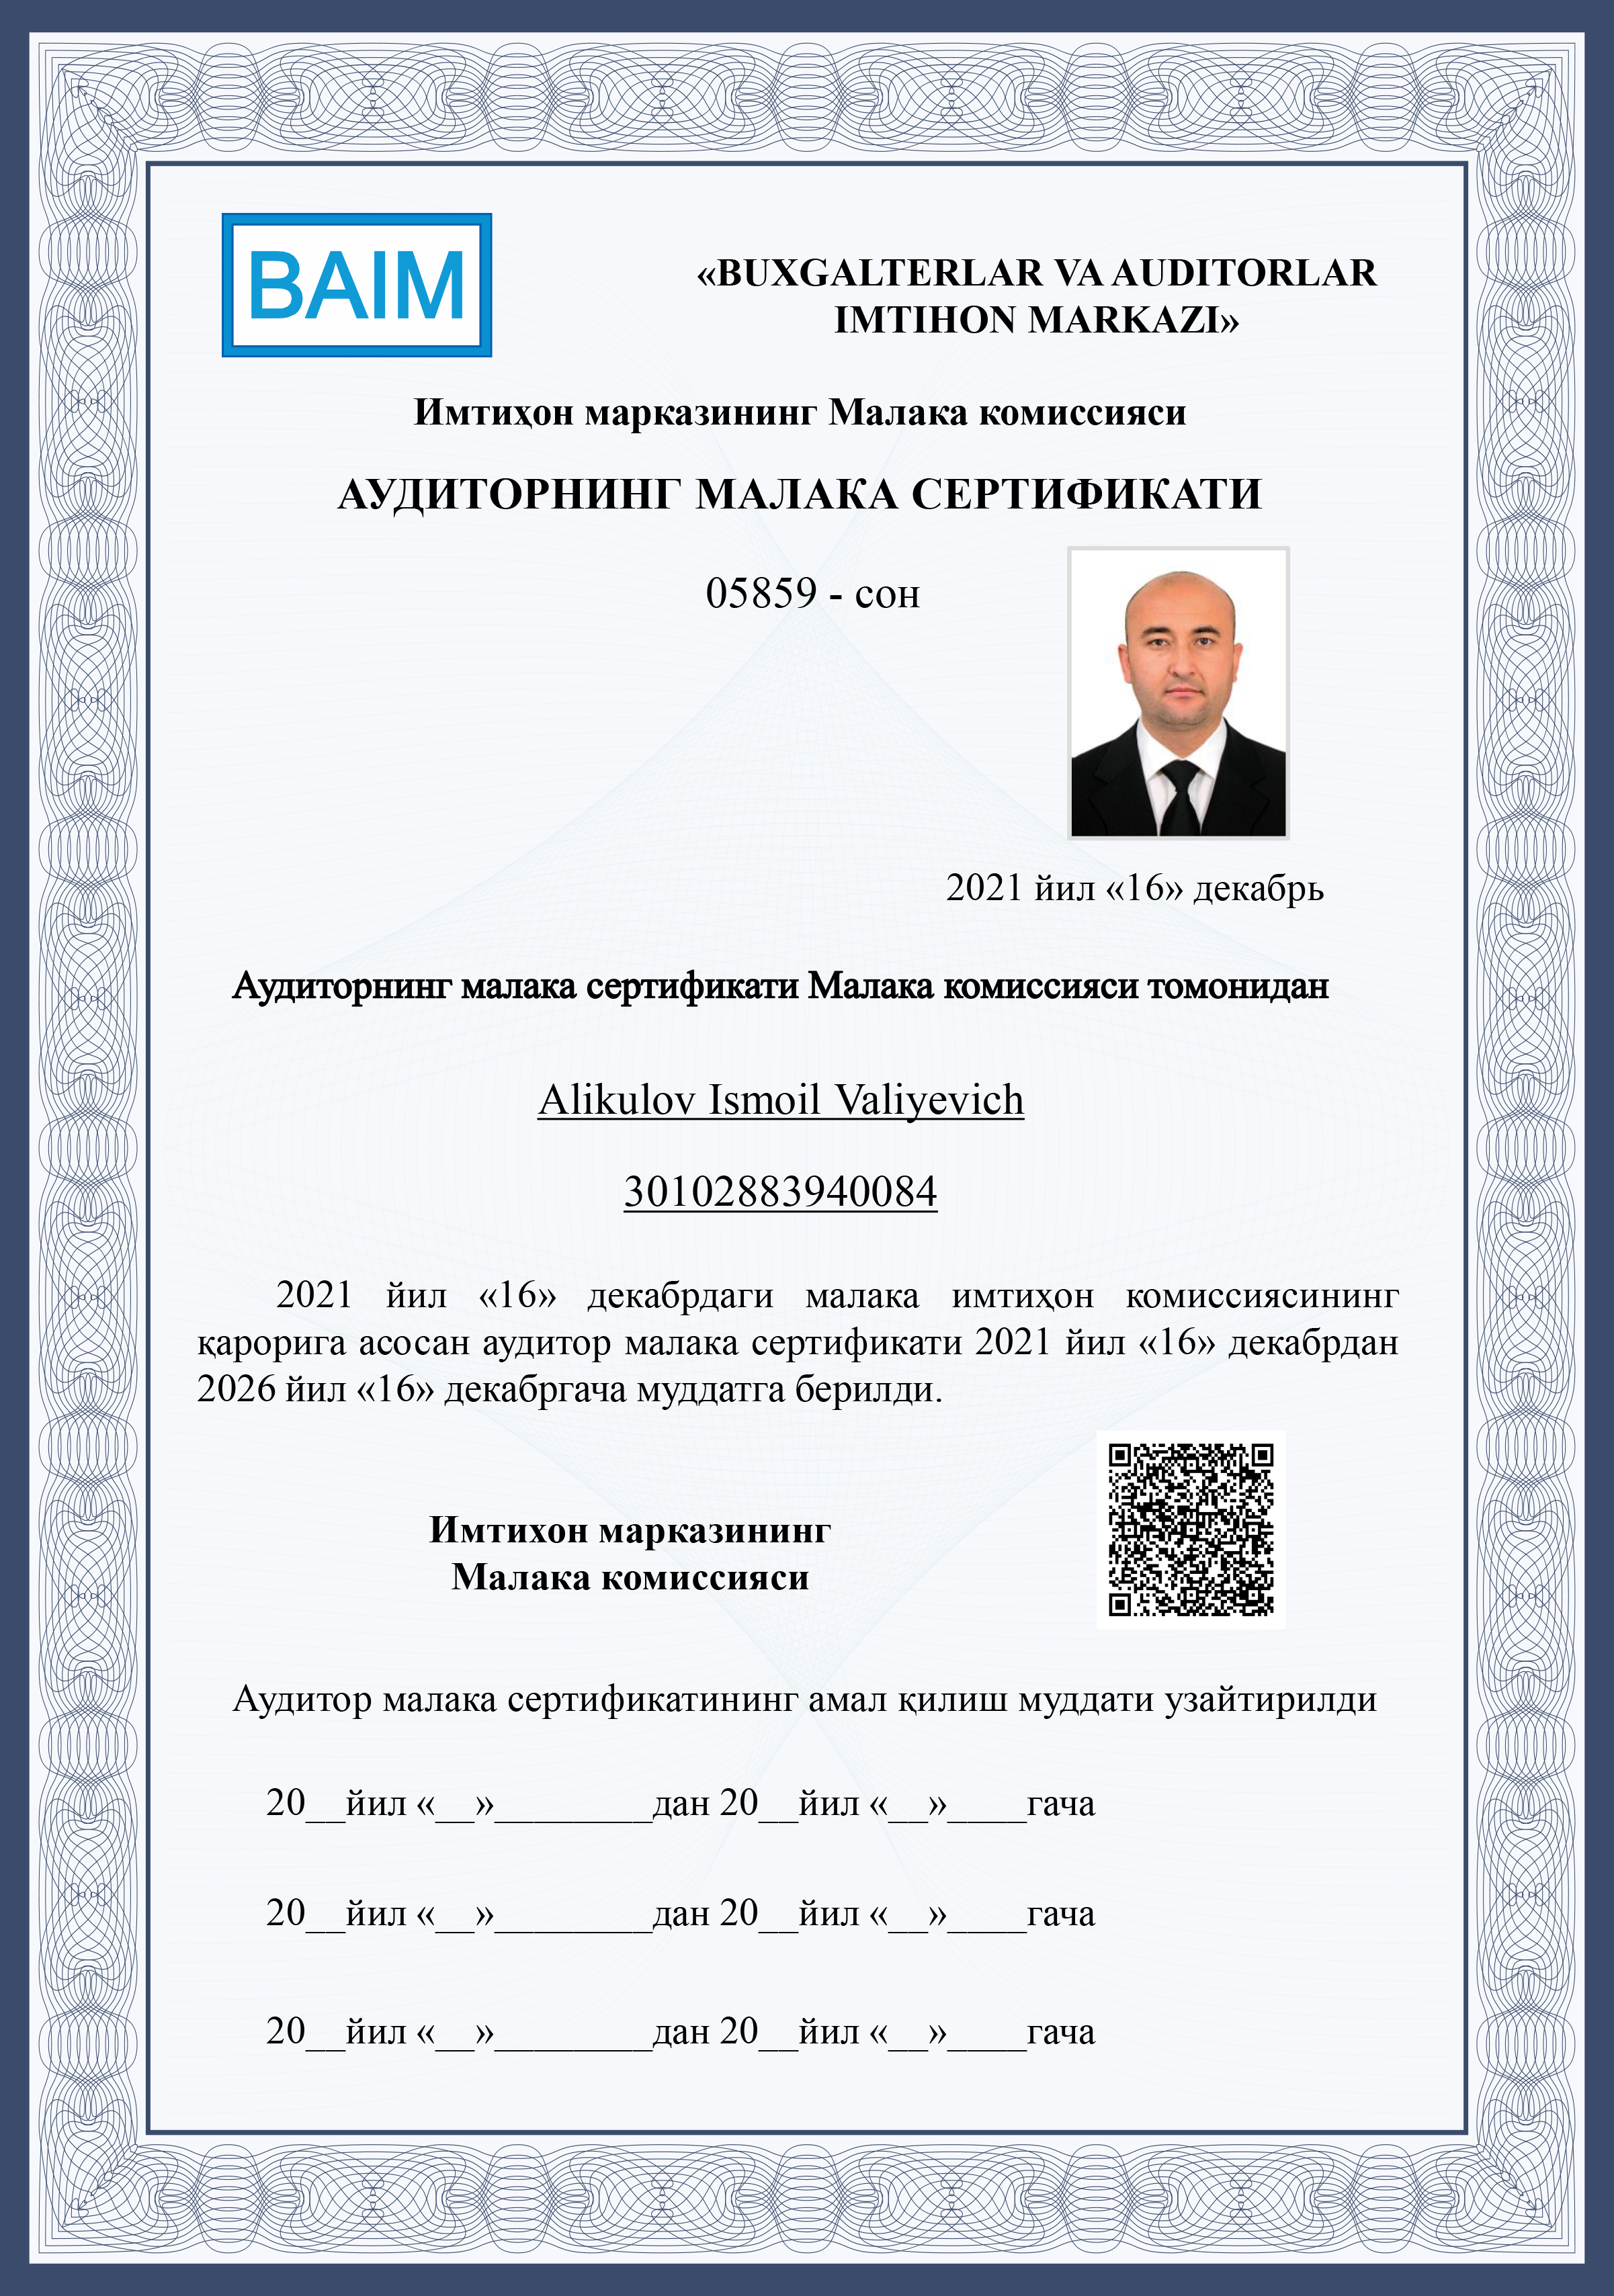 BAIM
«BUXGALTERLAR VA AUDITORLAR
IMTIHON MARKAZI»
Имтиҳон марказининг Малака комиссияси
АУДИТОРНИНГ МАЛАКА СЕРТИФИКАТИ
05859 - сон
2021 йил «16» декабрь
Аудиторнинг малака сертификати Малака комиссияси томонидан
Alikulov Ismoil Valiyevich
30102883940084
2021 йил «16» декабрдаги малака имтиҳон комиссиясининг
қарорига асосан аудитор малака сертификати 2021 йил «16» декабрдан
2026 йил «16» декабргача муддатга берилди.
Имтихон марказининг
Малака комиссияси
Аудитор малака сертификатининг амал қилиш муддати узайтирилди
20__йил «__»________дан 20__йил «__»____гача
20__йил «__»________дан 20__йил «__»____гача
20__йил «__»________дан 20__йил «__»____гача